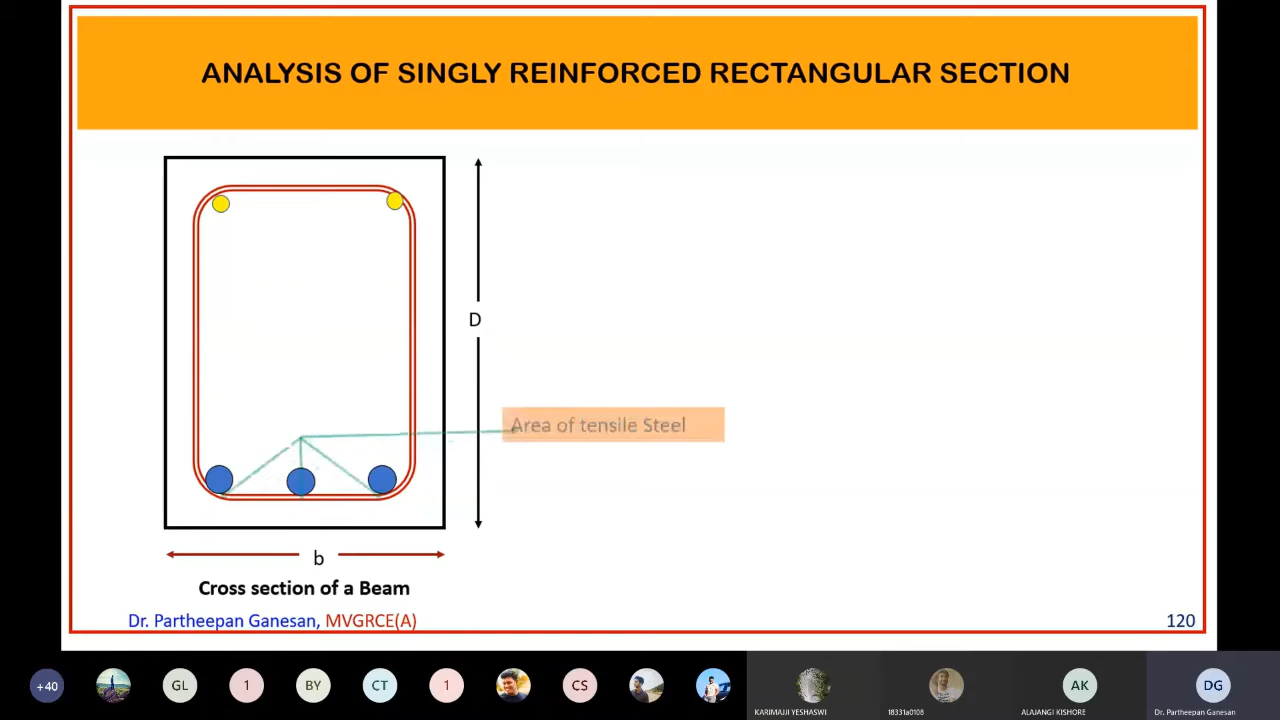 ANALYSIS OF SINGLY REINFORCED RECTANGULAR SECTION
D
Area of tensile Steel
b
Cross section of a Beam
Dr. Partheepan Ganesan, MVGRCE(A)
120
+40
GL
1
BY
CT
1
CS
AK
DG
KARIMAJJI YESHASWI
18331a0108
ALAJANGI KISHORE
Dr. Partheepan Ganesan